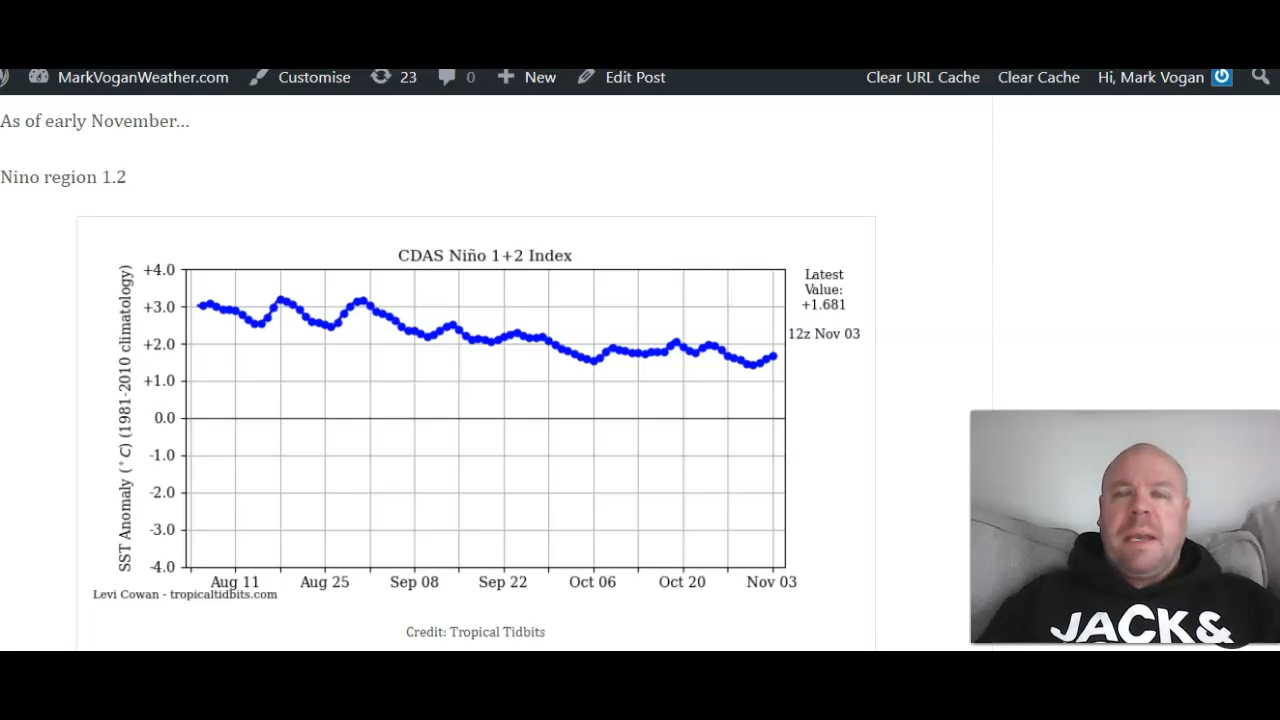 MarkVoganWeather.com Customise 23 0 New Edit Post Clear URL Cache Clear Cache Hi, Mark Vogan
As of early November...
Nino region 1.2
CDAS Niño 1+2 Index
SST Anomaly (°C) (1981-2010 climatology)
+4.0
+3.0
+2.0
+1.0
0.0
-1.0
-2.0
-3.0
-4.0
Latest
Value:
+1.681
12z Nov 03
Aug 11 Aug 25 Sep 08 Sep 22 Oct 06 Oct 20 Nov 03
Levi Cowan - tropicaltidbits.com
Credit: Tropical Tidbits
JACK&